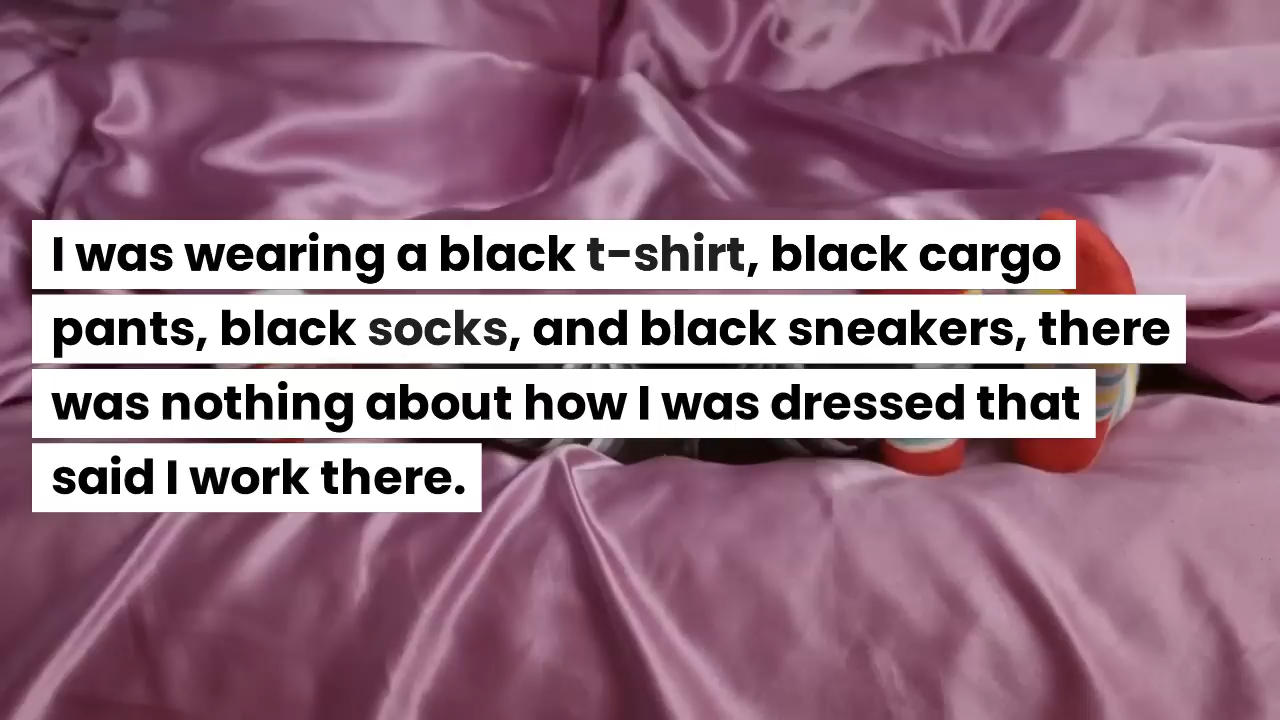 I was wearing a black t-shirt, black cargo
pants, black socks, and black sneakers, there
was nothing about how I was dressed that
said I work there.